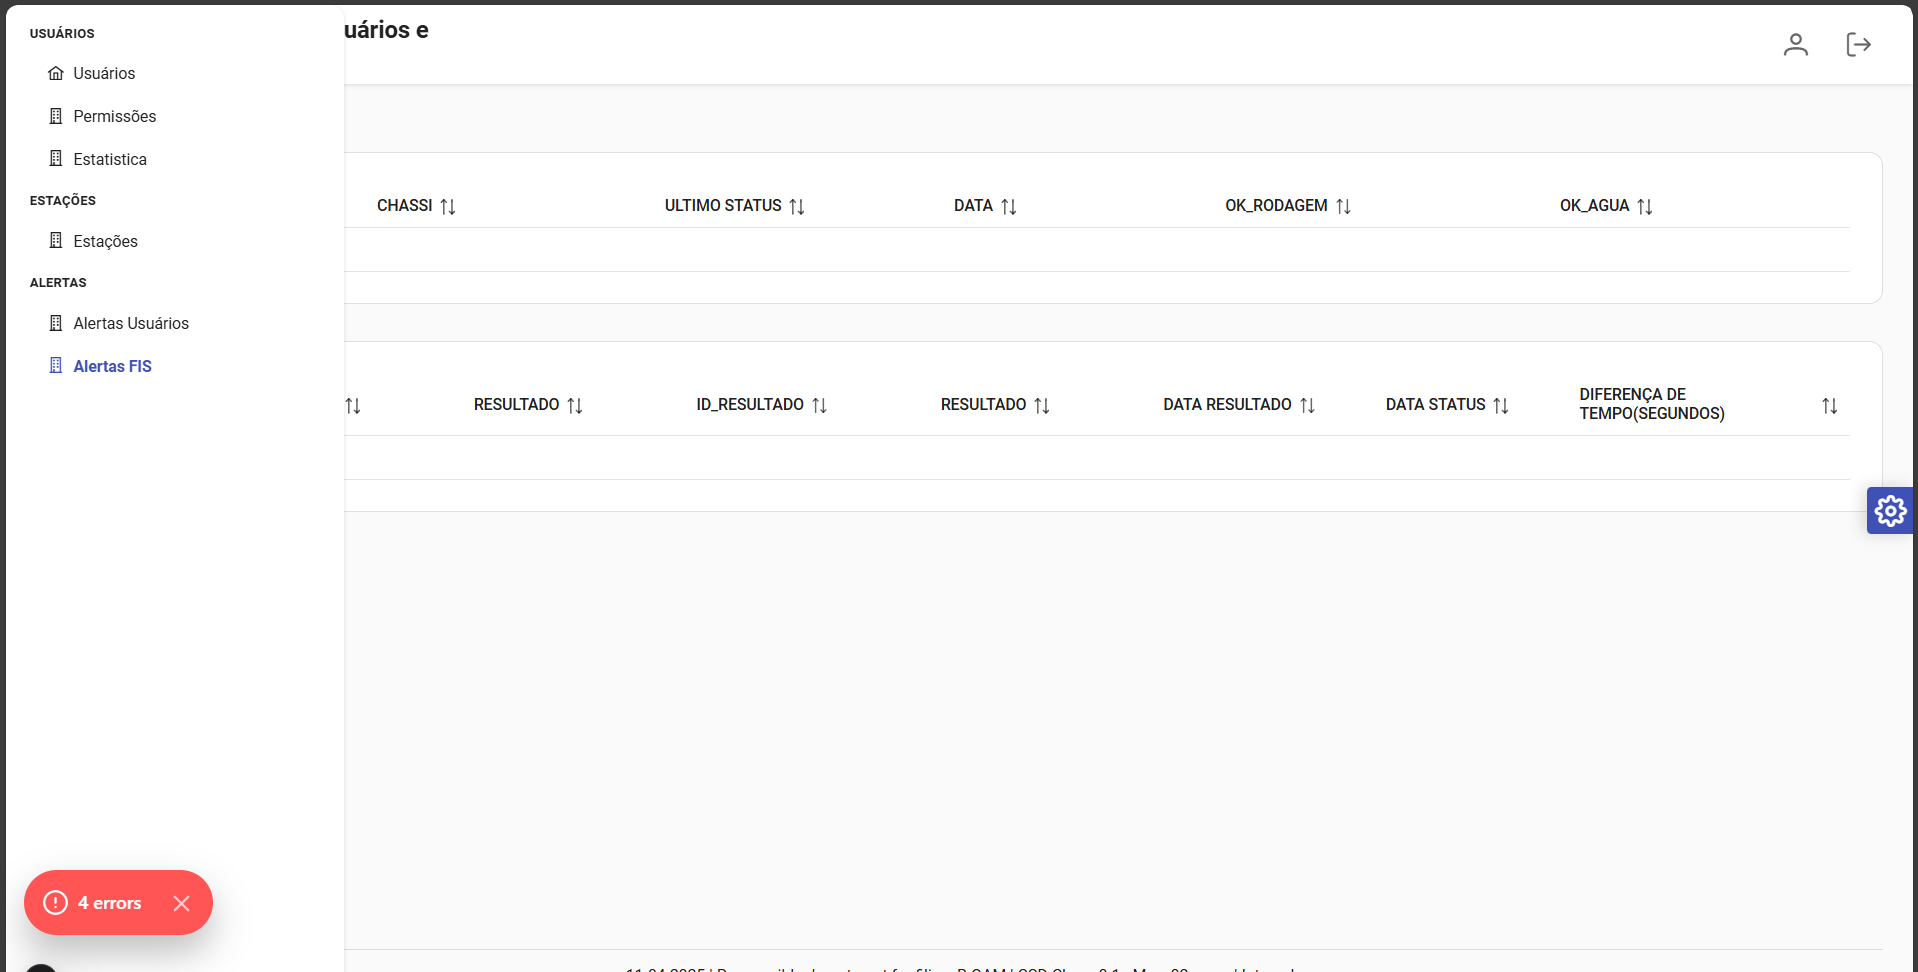 USUÁRIOS
Usuários
Permissões
Estatistica
ESTAÇÕES
Estações
ALERTAS
Alertas Usuários
Alertas FIS
4 errors
uários e
CHASSI
ULTIMO STATUS
DATA
OK_RODAGEM
OK_AGUA
RESULTADO
ID_RESULTADO
RESULTADO
DATA RESULTADO
DATA STATUS
DIFERENÇA DE
TEMPO(SEGUNDOS)